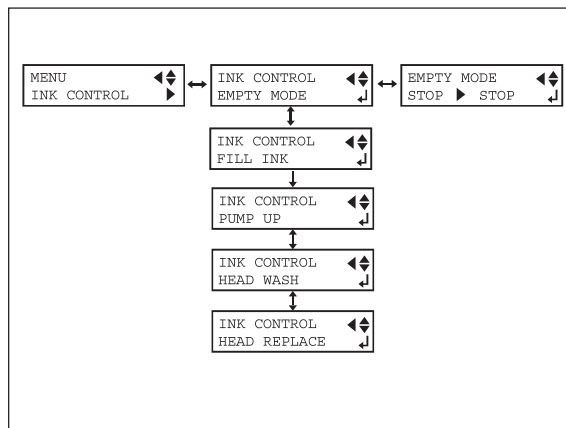 MENU
INK CONTROL
INK CONTROL
EMPTY MODE
EMPTY MODE
STOP ▶ STOP
INK CONTROL
FILL INK
INK CONTROL
PUMP UP
INK CONTROL
HEAD WASH
INK CONTROL
HEAD REPLACE